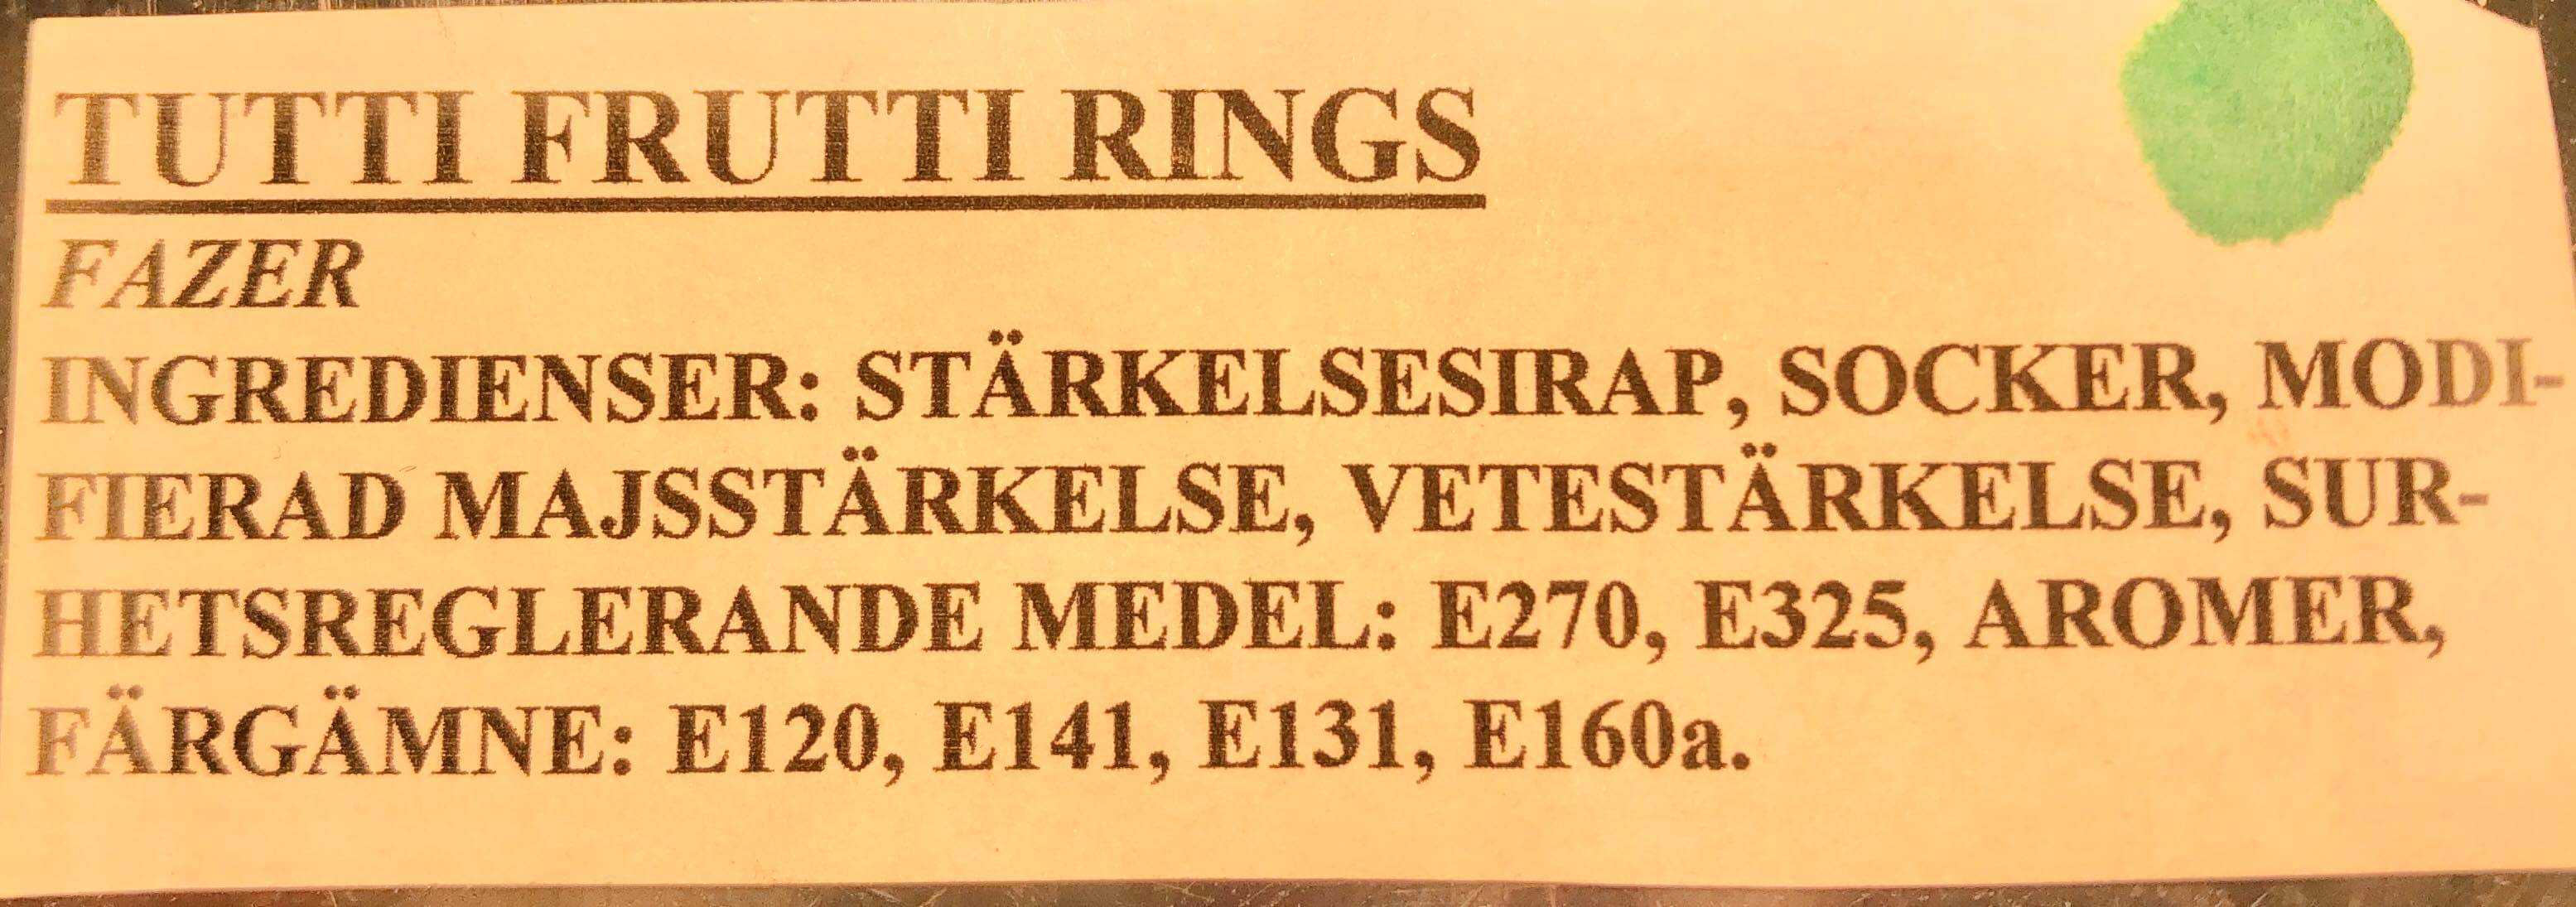 TUTTI FRUTTI RINGS
FAZER
INGREDIENSER: STÄRKELSESIRAP, SOCKER, MODI-
FIERAD MAJSSTÄRKELSE, VETESTÄRKELSE, SUR-
HETSREGLERANDE MEDEL: E270, E325, AROMER,
FÄRGÄMNE: E120, E141, E131, E160a.